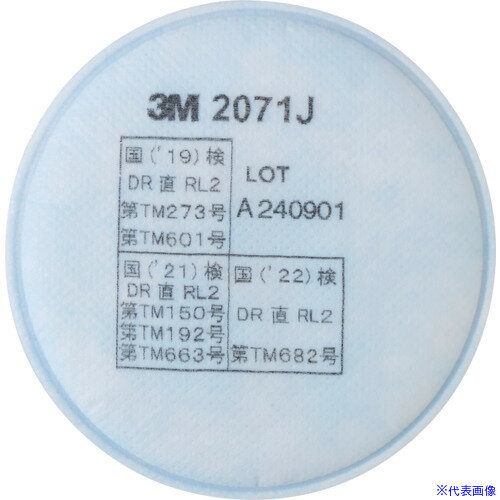 3M 2071J
国('19)検
DR 直 RL2
第TM273号
第TM601号
LOT
A240901
国('21)検
DR 直 RL2
第TM150号
第TM192号
第TM663号
国('22)検
DR 直 RL2
第TM682号
※代表画像